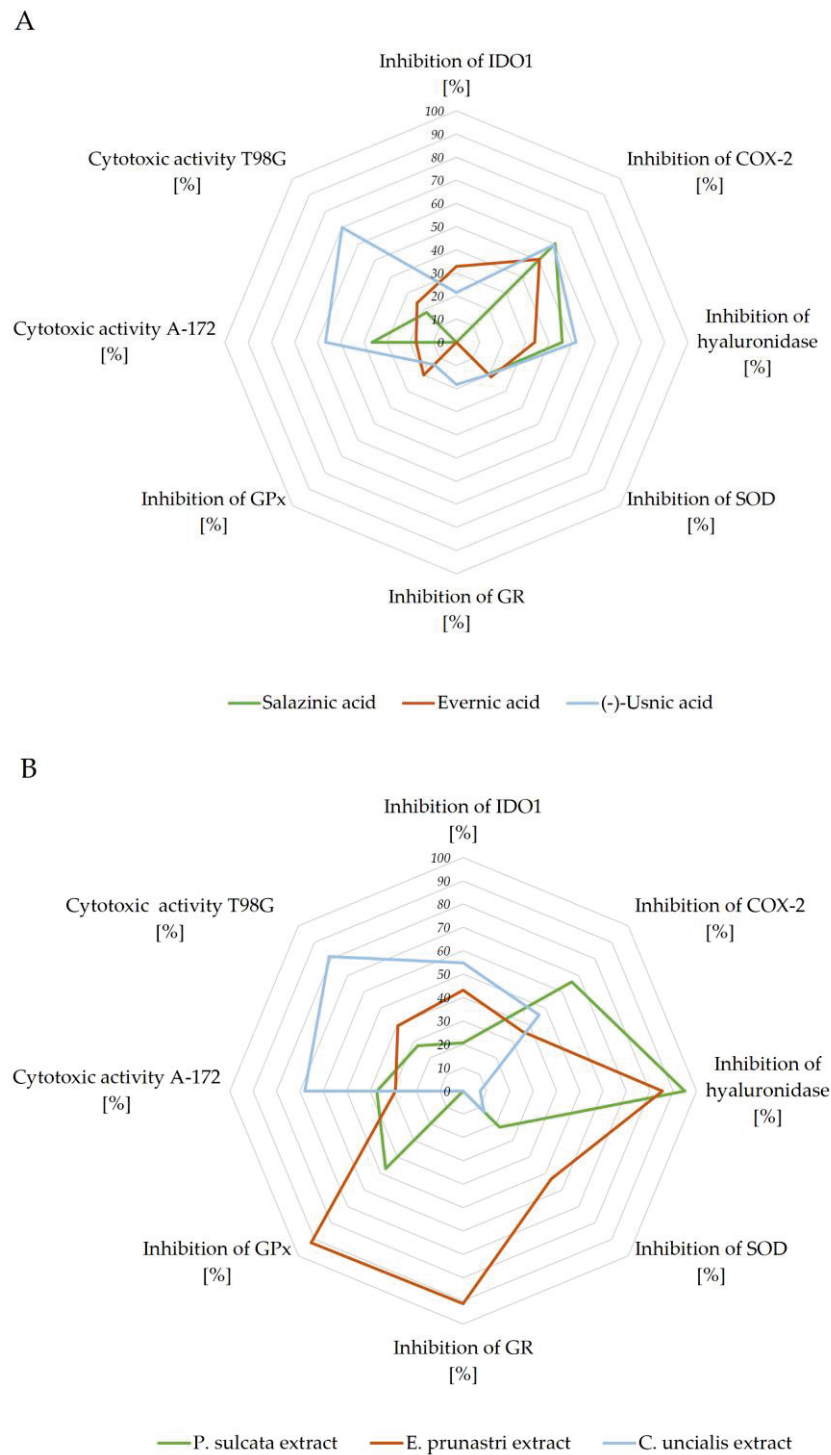 A
Inhibition of IDO1
[%]
100
90
80
70
60
50
40
30
20
10
0
Inhibition of COX-2
[%]
Inhibition of
hyaluronidase
[%]
Inhibition of SOD
[%]
Inhibition of GR
[%]
Inhibition of GPx
[%]
Cytotoxic activity A-172
[%]
Cytotoxic activity T98G
[%]
Salazinic acid
Evernic acid
(-)-Usnic acid
B
Inhibition of IDO1
[%]
100
90
80
70
60
50
40
30
20
10
0
Inhibition of COX-2
[%]
Inhibition of
hyaluronidase
[%]
Inhibition of SOD
[%]
Inhibition of GR
[%]
Inhibition of GPx
[%]
Cytotoxic activity A-172
[%]
Cytotoxic activity T98G
[%]
P. sulcata extract
E. prunastri extract
C. uncialis extract